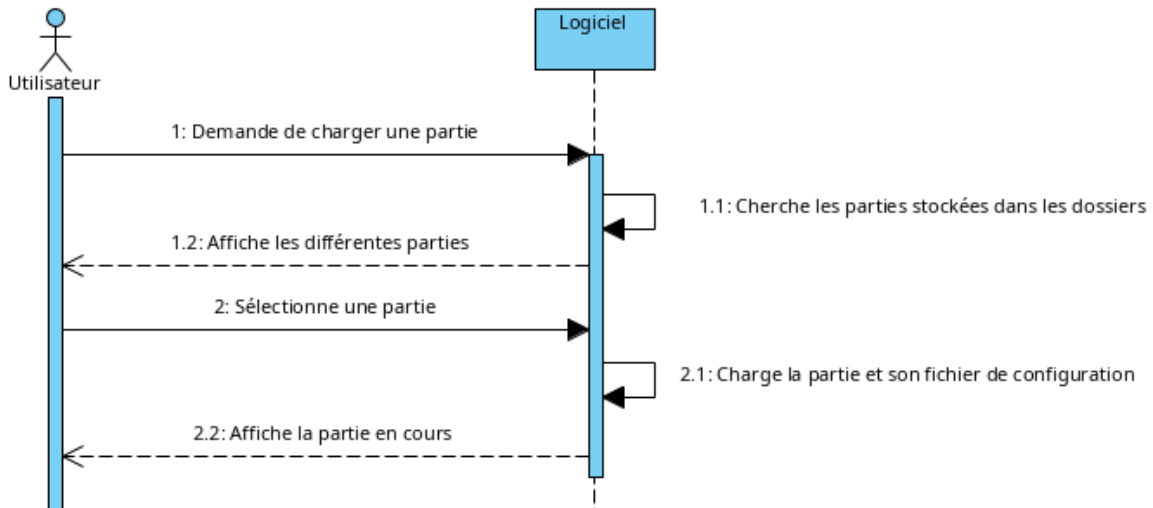 Logiciel
Utilisateur
1: Demande de charger une partie
1.1: Cherche les parties stockées dans les dossiers
1.2: Affiche les différentes parties
2: Sélectionne une partie
2.1: Charge la partie et son fichier de configuration
2.2: Affiche la partie en cours